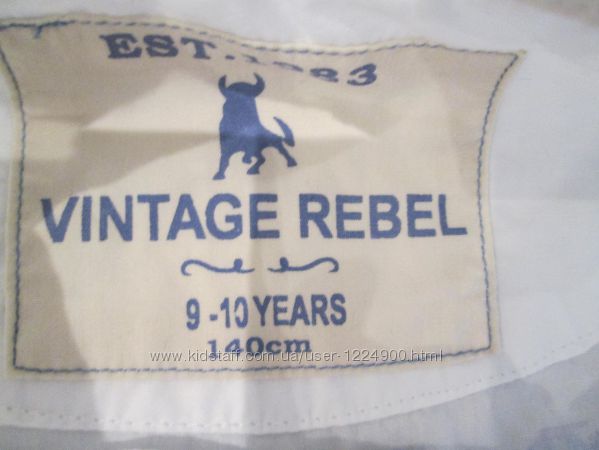 EST.
VINTAGE REBEL
9-10 YEARS
140cm
www.kidstaff.com.ua/user-1224900.html